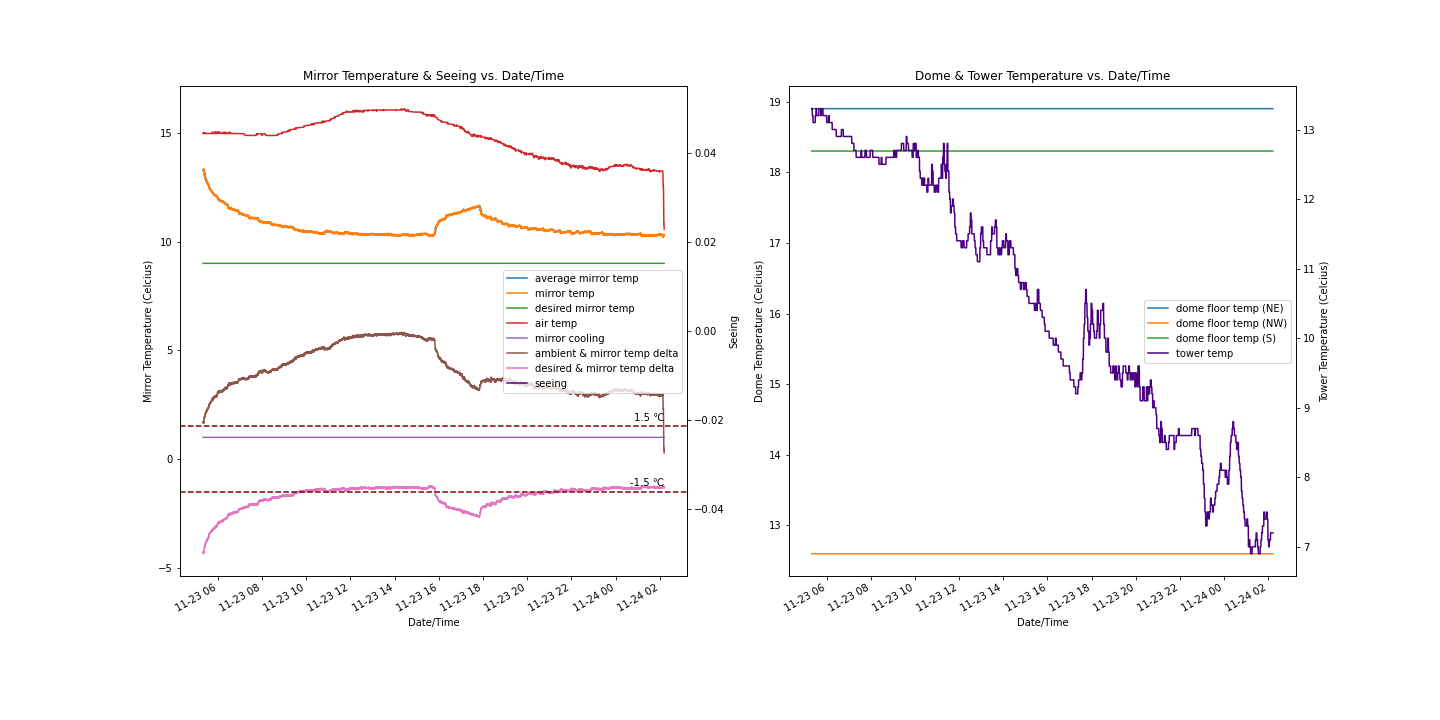 Mirror Temperature & Seeing vs. Date/Time
Mirror Temperature (Celcius)
15
10
5
0
−5
0.04
0.02
0.00
−0.02
−0.04
Seeing
average mirror temp
mirror temp
desired mirror temp
air temp
mirror cooling
ambient & mirror temp delta
desired & mirror temp delta
seeing
1.5 ℃
-1.5 ℃
11-23 06
11-23 08
11-23 10
11-23 12
11-23 14
11-23 16
11-23 18
11-23 20
11-23 22
11-24 00
11-24 02
Date/Time
Dome & Tower Temperature vs. Date/Time
Dome Temperature (Celcius)
19
18
17
16
15
14
13
13
12
11
10
9
8
7
Tower Temperature (Celcius)
dome floor temp (NE)
dome floor temp (NW)
dome floor temp (S)
tower temp
11-23 06
11-23 08
11-23 10
11-23 12
11-23 14
11-23 16
11-23 18
11-23 20
11-23 22
11-24 00
11-24 02
Date/Time